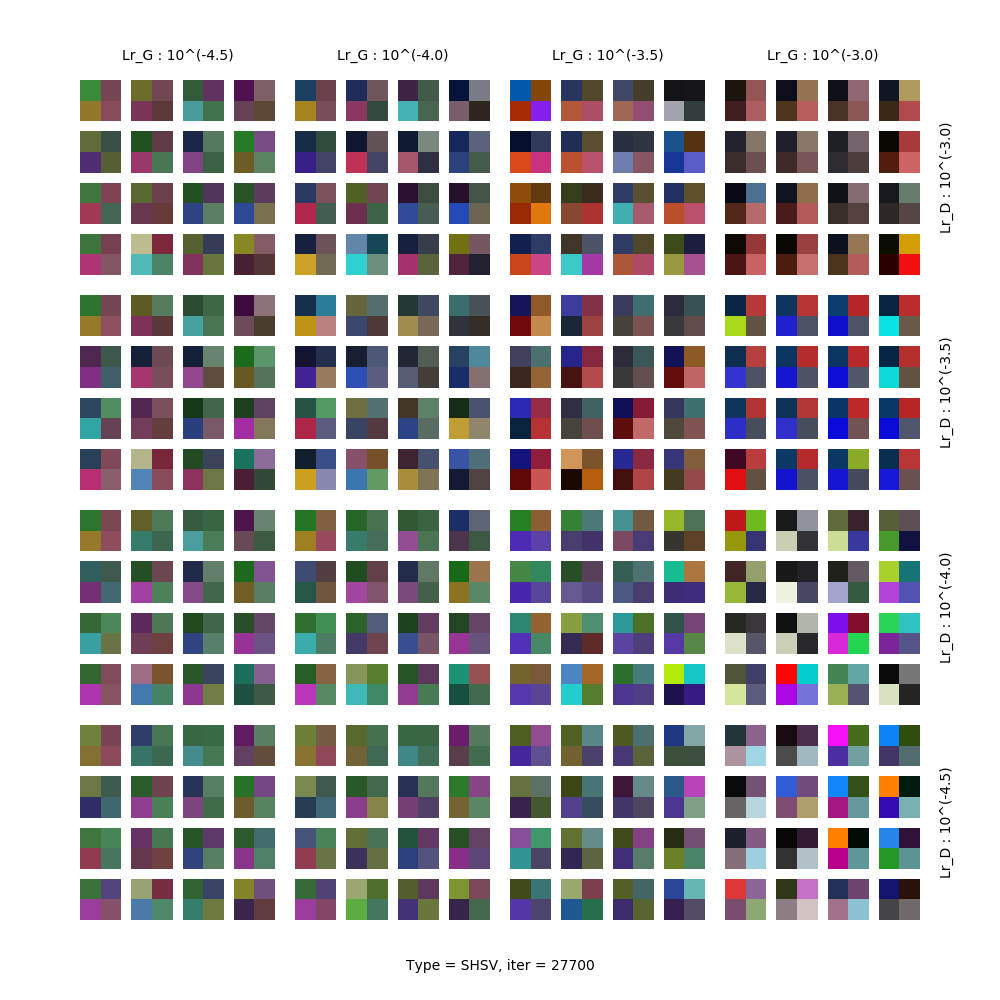 Lr_G : 10^(-4.5)
Lr_G : 10^(-4.0)
Lr_G : 10^(-3.5)
Lr_G : 10^(-3.0)
Lr_D : 10^(-3.0)
Lr_D : 10^(-3.5)
Lr_D : 10^(-4.0)
Lr_D : 10^(-4.5)
Type = SHSV, iter = 27700